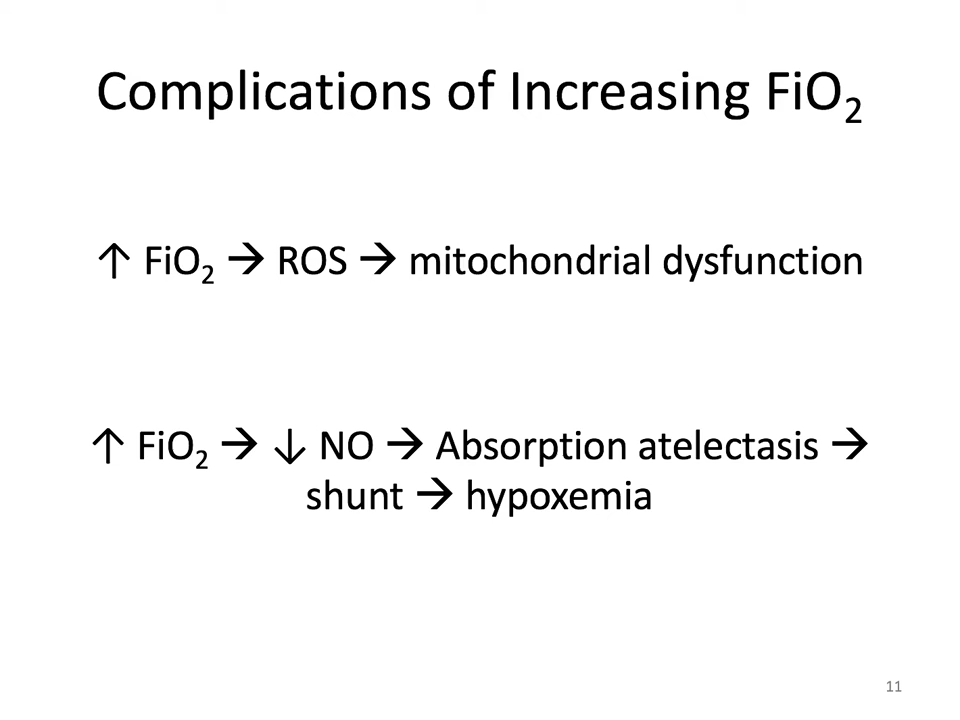 Complications of Increasing FiO₂
↑ FiO₂ → ROS → mitochondrial dysfunction
↑ FiO₂ → ↓ NO → Absorption atelectasis →
shunt → hypoxemia
11